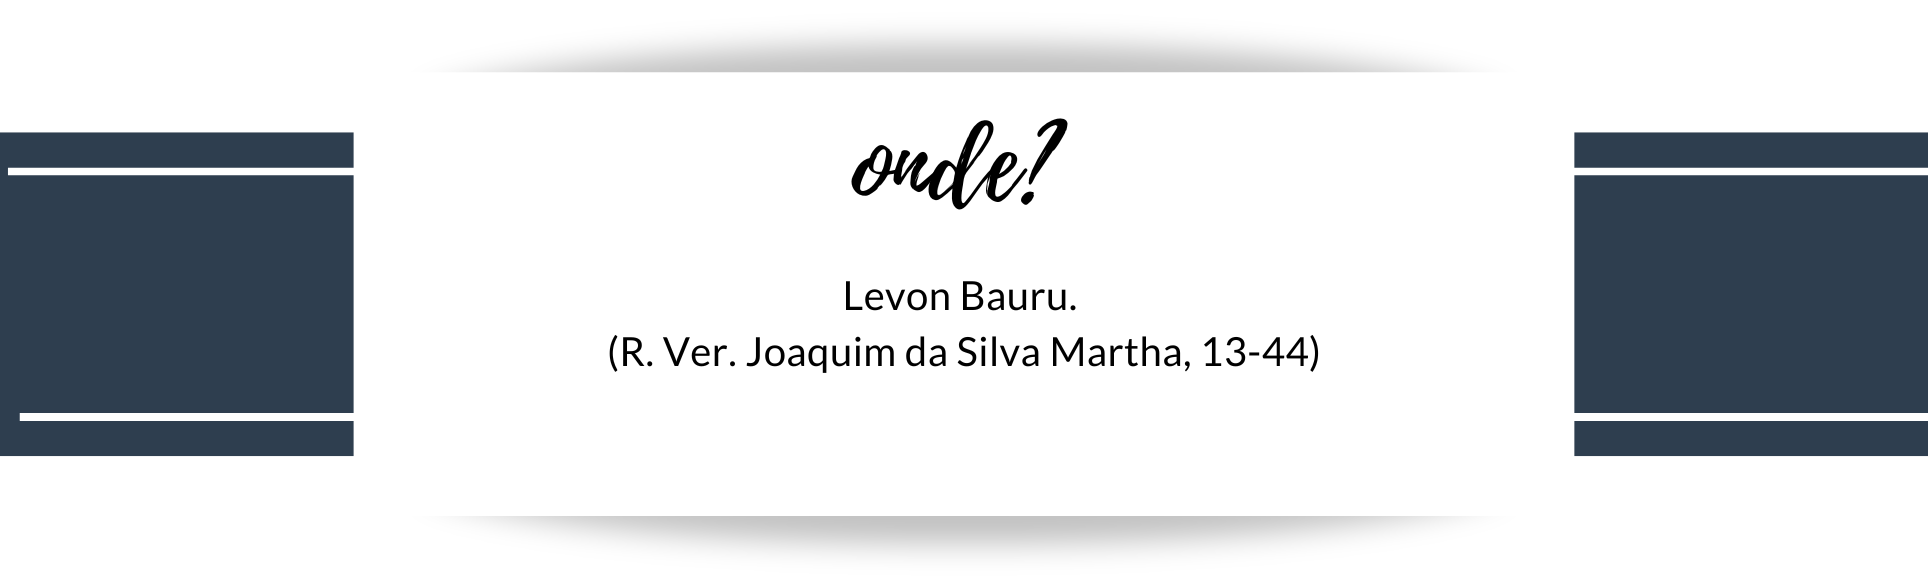 onde?
Levon Bauru.
(R. Ver. Joaquim da Silva Martha, 13-44)